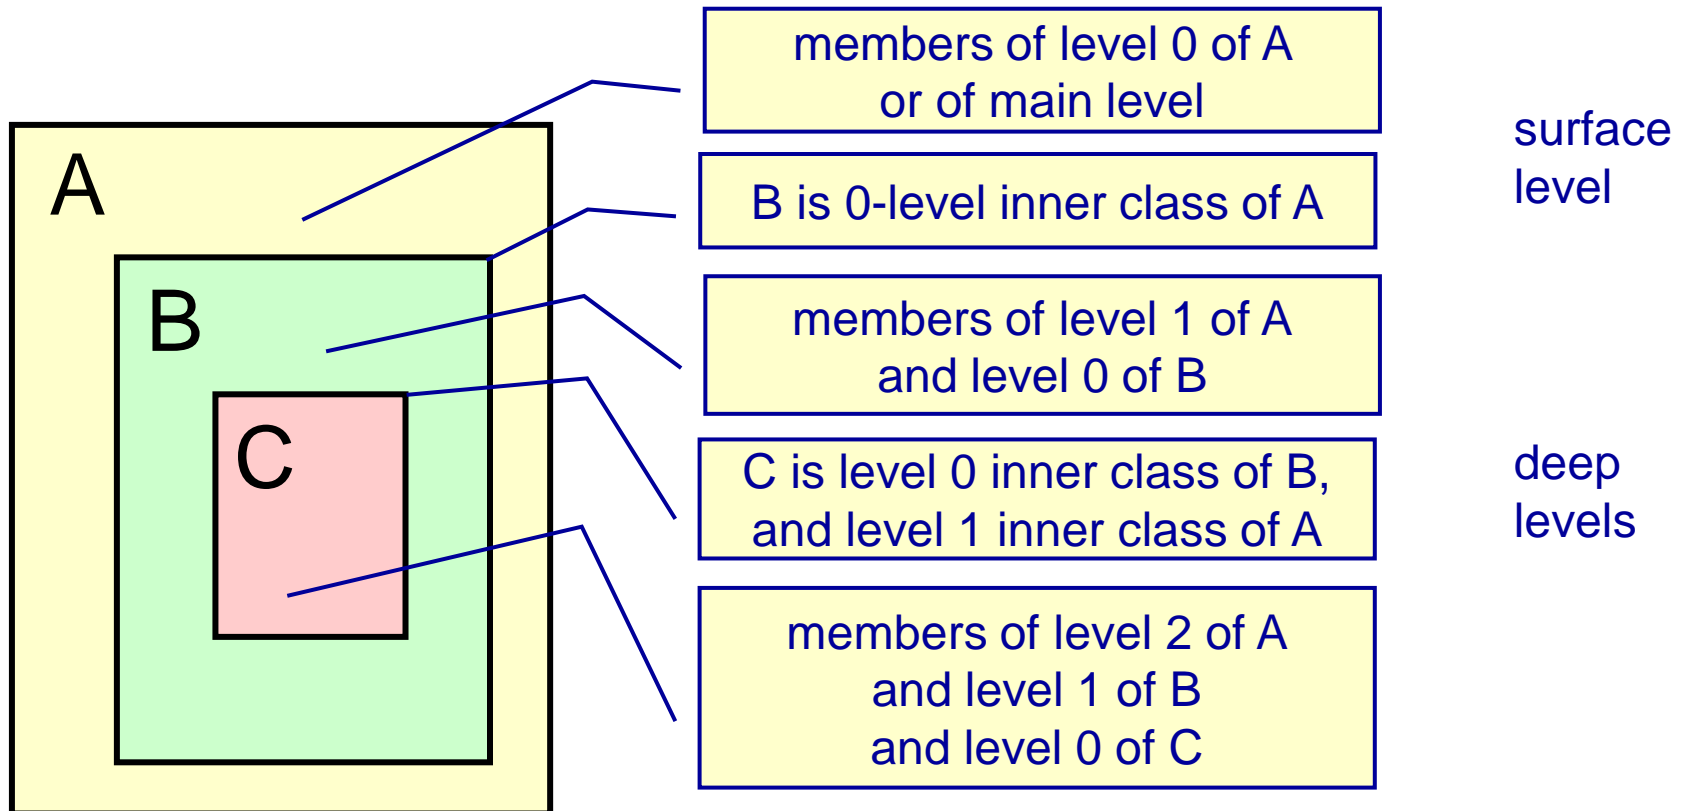 A
B
C
members of level 0 of A
or of main level
B is 0-level inner class of A
members of level 1 of A
and level 0 of B
C is level 0 inner class of B,
and level 1 inner class of A
members of level 2 of A
and level 1 of B
and level 0 of C
surface
level
deep
levels